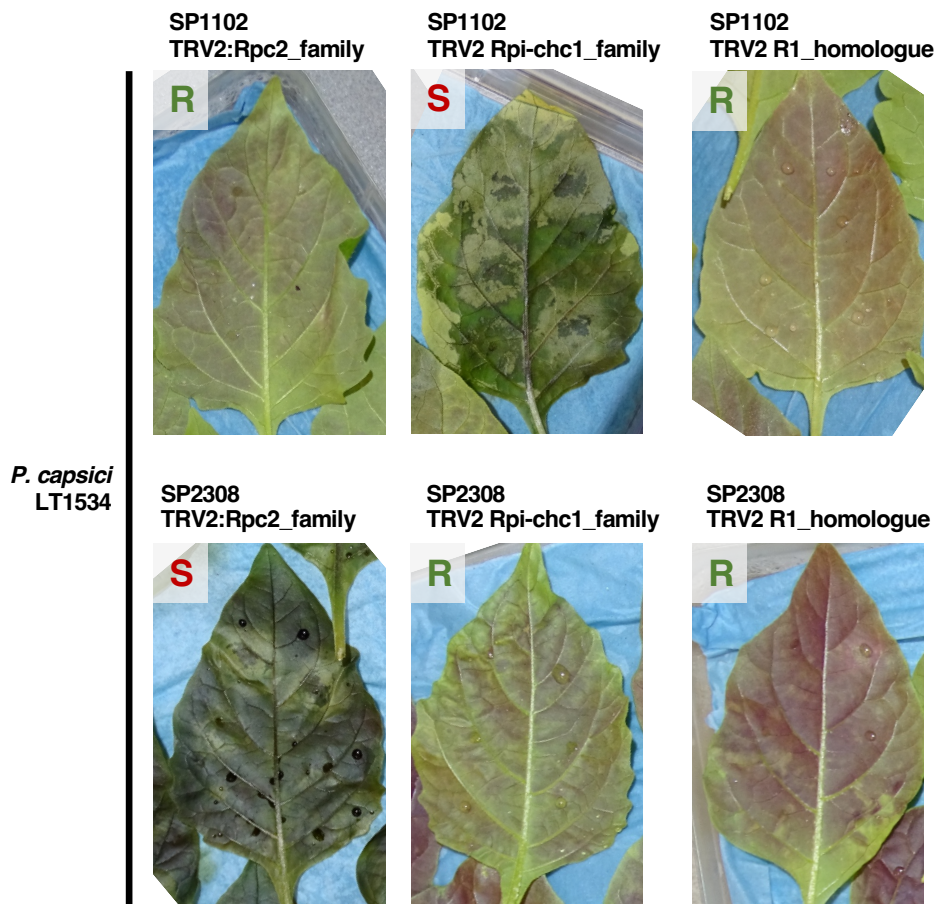 SP1102
TRV2:Rpc2_family
SP1102
TRV2 Rpi-chc1_family
SP1102
TRV2 R1_homologue
R
S
R
P. capsici
LT1534
SP2308
TRV2:Rpc2_family
SP2308
TRV2 Rpi-chc1_family
SP2308
TRV2 R1_homologue
S
R
R